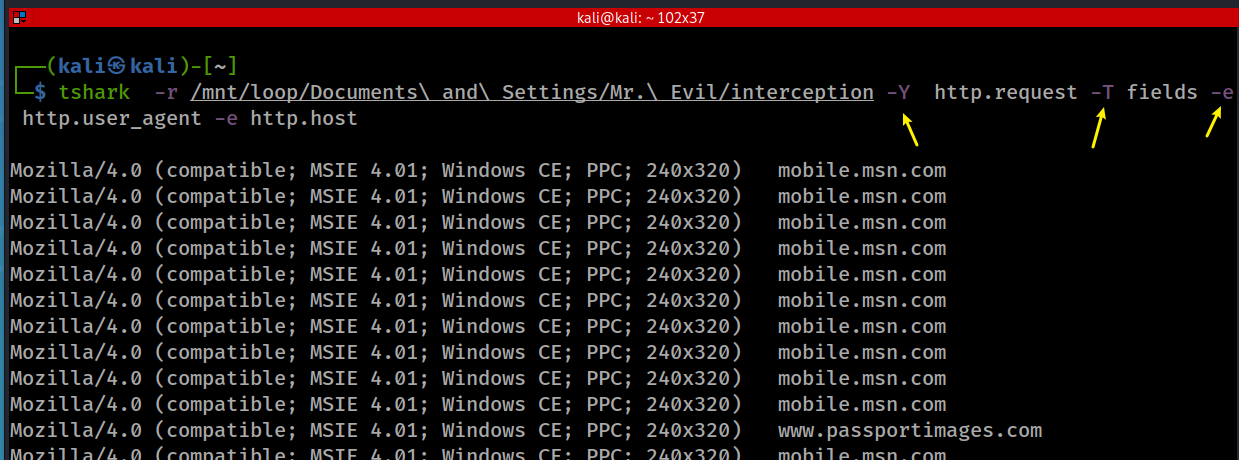 kali@kali: ~ 102x37
┌──(kali㉿kali)-[~]
└─$ tshark  -r /mnt/loop/Documents\ and\ Settings/Mr.\ Evil/interception -Y  http.request -T fields -e
http.user_agent -e http.host
Mozilla/4.0 (compatible; MSIE 4.01; Windows CE; PPC; 240x320)   mobile.msn.com
Mozilla/4.0 (compatible; MSIE 4.01; Windows CE; PPC; 240x320)   mobile.msn.com
Mozilla/4.0 (compatible; MSIE 4.01; Windows CE; PPC; 240x320)   mobile.msn.com
Mozilla/4.0 (compatible; MSIE 4.01; Windows CE; PPC; 240x320)   mobile.msn.com
Mozilla/4.0 (compatible; MSIE 4.01; Windows CE; PPC; 240x320)   mobile.msn.com
Mozilla/4.0 (compatible; MSIE 4.01; Windows CE; PPC; 240x320)   mobile.msn.com
Mozilla/4.0 (compatible; MSIE 4.01; Windows CE; PPC; 240x320)   mobile.msn.com
Mozilla/4.0 (compatible; MSIE 4.01; Windows CE; PPC; 240x320)   mobile.msn.com
Mozilla/4.0 (compatible; MSIE 4.01; Windows CE; PPC; 240x320)   mobile.msn.com
Mozilla/4.0 (compatible; MSIE 4.01; Windows CE; PPC; 240x320)   mobile.msn.com
Mozilla/4.0 (compatible; MSIE 4.01; Windows CE; PPC; 240x320)   www.passportimages.com
Mozilla/4.0 (compatible; MSIE 4.01; Windows CE; PPC; 240x320)   mobile.msn.com